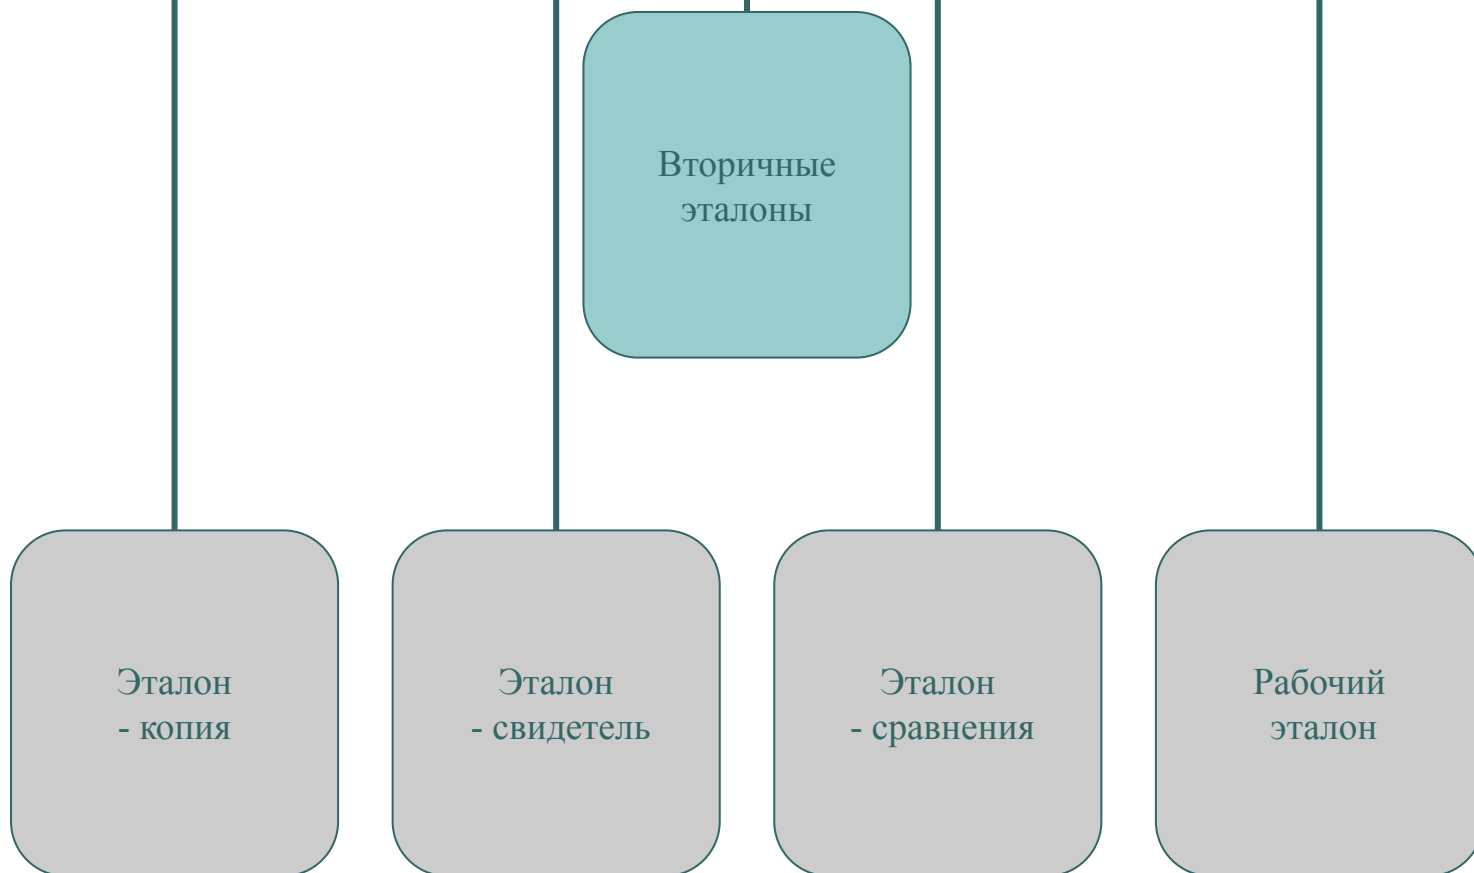 Вторичные
эталоны
Эталон
- копия
Эталон
- свидетель
Эталон
- сравнения
Рабочий
эталон